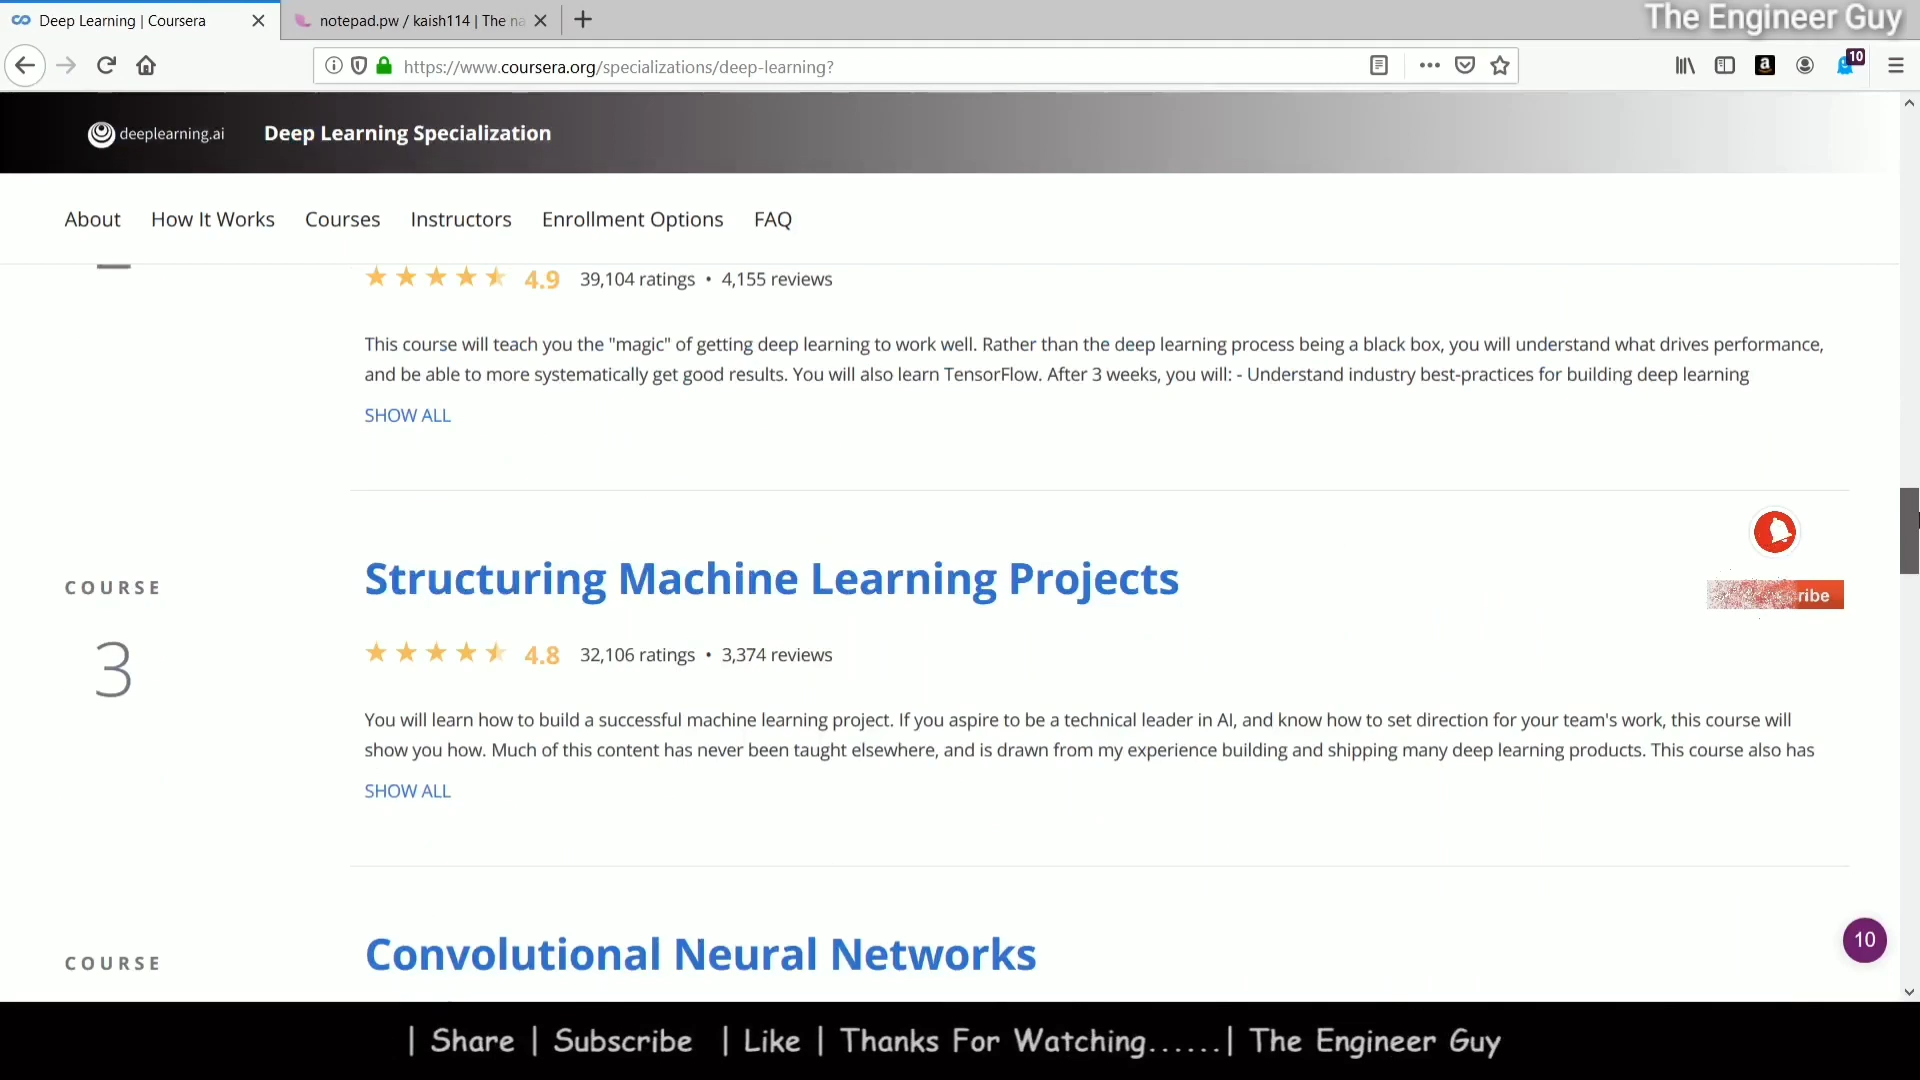 Deep Learning | Coursera
notepad.pw / kaish114 | The na
The Engineer Guy
https://www.coursera.org/specializations/deep-learning?
10
deeplearning.ai
Deep Learning Specialization
About
How It Works
Courses
Instructors
Enrollment Options
FAQ
4.9 39,104 ratings • 4,155 reviews
This course will teach you the "magic" of getting deep learning to work well. Rather than the deep learning process being a black box, you will understand what drives performance,
and be able to more systematically get good results. You will also learn TensorFlow. After 3 weeks, you will: - Understand industry best-practices for building deep learning
SHOW ALL
COURSE
3
Structuring Machine Learning Projects
4.8 32,106 ratings • 3,374 reviews
You will learn how to build a successful machine learning project. If you aspire to be a technical leader in AI, and know how to set direction for your team's work, this course will
show you how. Much of this content has never been taught elsewhere, and is drawn from my experience building and shipping many deep learning products. This course also has
SHOW ALL
ribe
COURSE
Convolutional Neural Networks
10
| Share | Subscribe | Like | Thanks For Watching......| The Engineer Guy